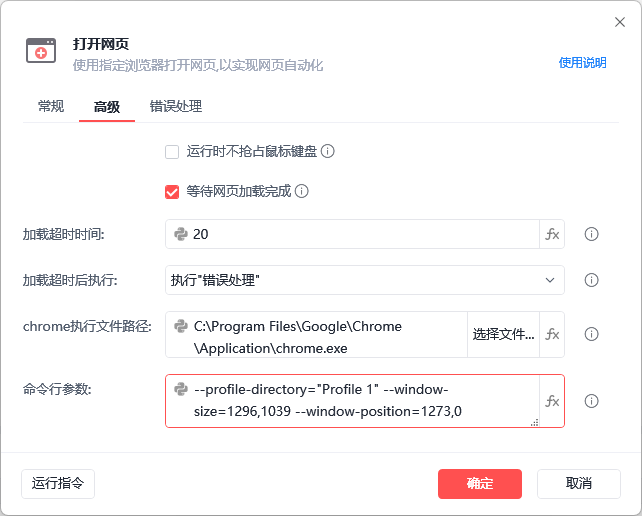 打开网页
使用指定浏览器打开网页,以实现网页自动化
使用说明
常规 高级 错误处理
运行时不抢占鼠标键盘
等待网页加载完成
加载超时时间: 20 fx
加载超时后执行: 执行"错误处理"
chrome执行文件路径: C:\Program Files\Google\Chrome
\Application\chrome.exe
选择文件... fx
命令行参数: --profile-directory="Profile 1" --window-
size=1296,1039 --window-position=1273,0
fx
运行指令 确定 取消